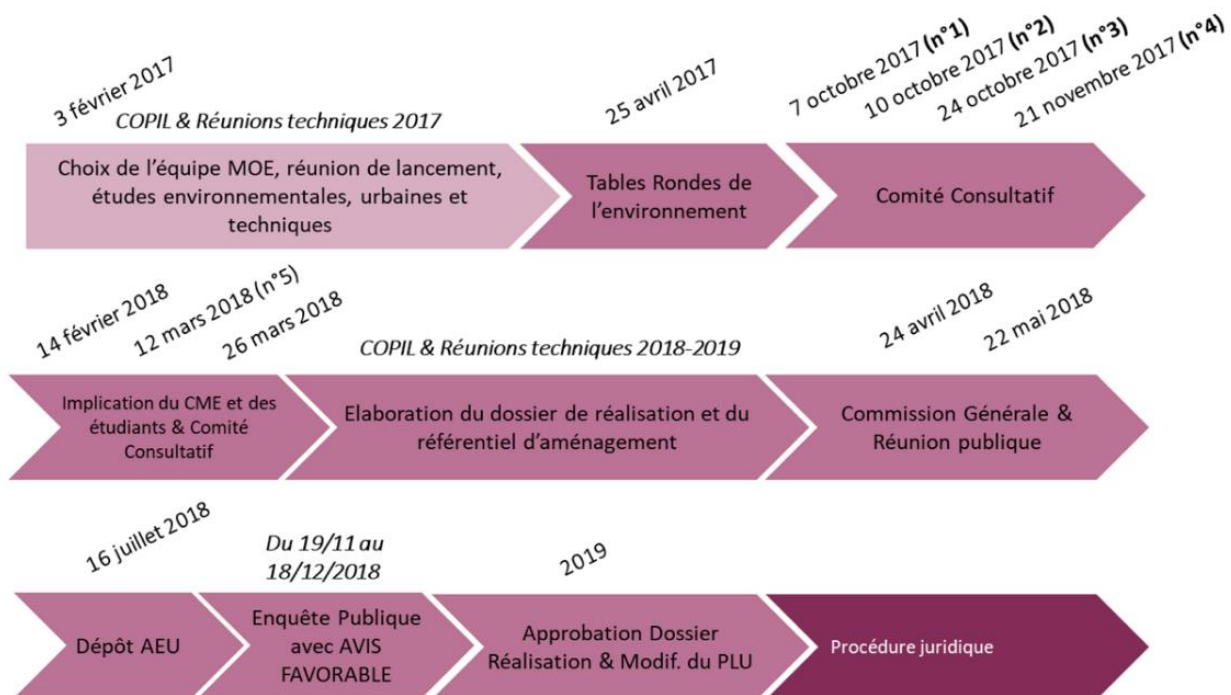 3 février 2017
COPIL & Réunions techniques 2017
25 avril 2017
7 octobre 2017 (n°1)
10 octobre 2017 (n°2)
24 octobre 2017 (n°3)
21 novembre 2017 (n°4)
Choix de l'équipe MOE, réunion de lancement,
études environnementales, urbaines et
techniques
Tables Rondes de
l'environnement
Comité Consultatif
14 février 2018
12 mars 2018 (n°5)
26 mars 2018
COPIL & Réunions techniques 2018-2019
24 avril 2018
22 mai 2018
Implication du CME et des
étudiants & Comité
Consultatif
Elaboration du dossier de réalisation et du
référentiel d'aménagement
Commission Générale &
Réunion publique
16 juillet 2018
Du 19/11 au
18/12/2018
2019
Dépôt AEU
Enquête Publique
avec AVIS
FAVORABLE
Approbation Dossier
Réalisation & Modif. du PLU
Procédure juridique